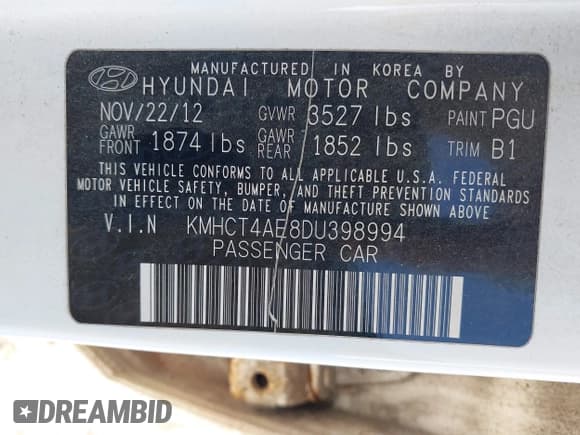 MANUFACTURED IN KOREA BY
HYUNDAI MOTOR COMPANY
NOV/22/12 GVWR 3527 lbs PAINT PGU
GAWR FRONT 1874 lbs GAWR REAR 1852 lbs TRIM B1
THIS VEHICLE CONFORMS TO ALL APPLICABLE U.S.A. FEDERAL
MOTOR VEHICLE SAFETY, BUMPER, AND THEFT PREVENTION STANDARDS
IN EFFECT ON THE DATE OF MANUFACTURE SHOWN ABOVE
V.I.N KMHCT4AE8DU398994
PASSENGER CAR
DREAMBID